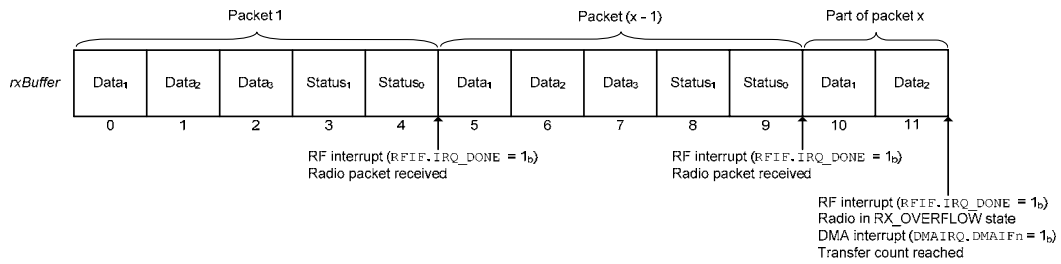 Packet 1 Packet (x - 1) Part of packet x
rxBuffer Data₁ Data₂ Data₃ Status₁ Status₀ Data₁ Data₂ Data₃ Status₁ Status₀ Data₁ Data₂
0 1 2 3 4 5 6 7 8 9 10 11
RF interrupt (RFIF.IRQ_DONE = 1b) RF interrupt (RFIF.IRQ_DONE = 1b)
Radio packet received Radio packet received
RF interrupt (RFIF.IRQ_DONE = 1b)
Radio in RX_OVERFLOW state
DMA interrupt (DMAIRQ.DMAIFn = 1b)
Transfer count reached